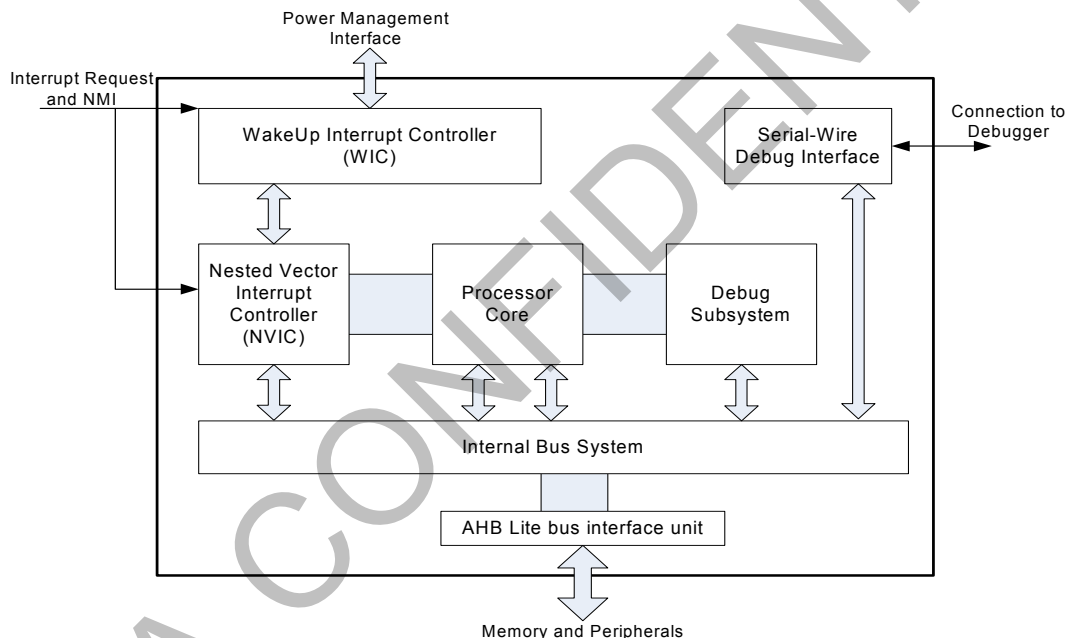 Power Management
Interface
Interrupt Request
and NMI
WakeUp Interrupt Controller
(WIC)
Serial-Wire
Debug Interface
Connection to
Debugger
Nested Vector
Interrupt
Controller
(NVIC)
Processor
Core
Debug
Subsystem
Internal Bus System
AHB Lite bus interface unit
Memory and Peripherals
A CONFIDENT